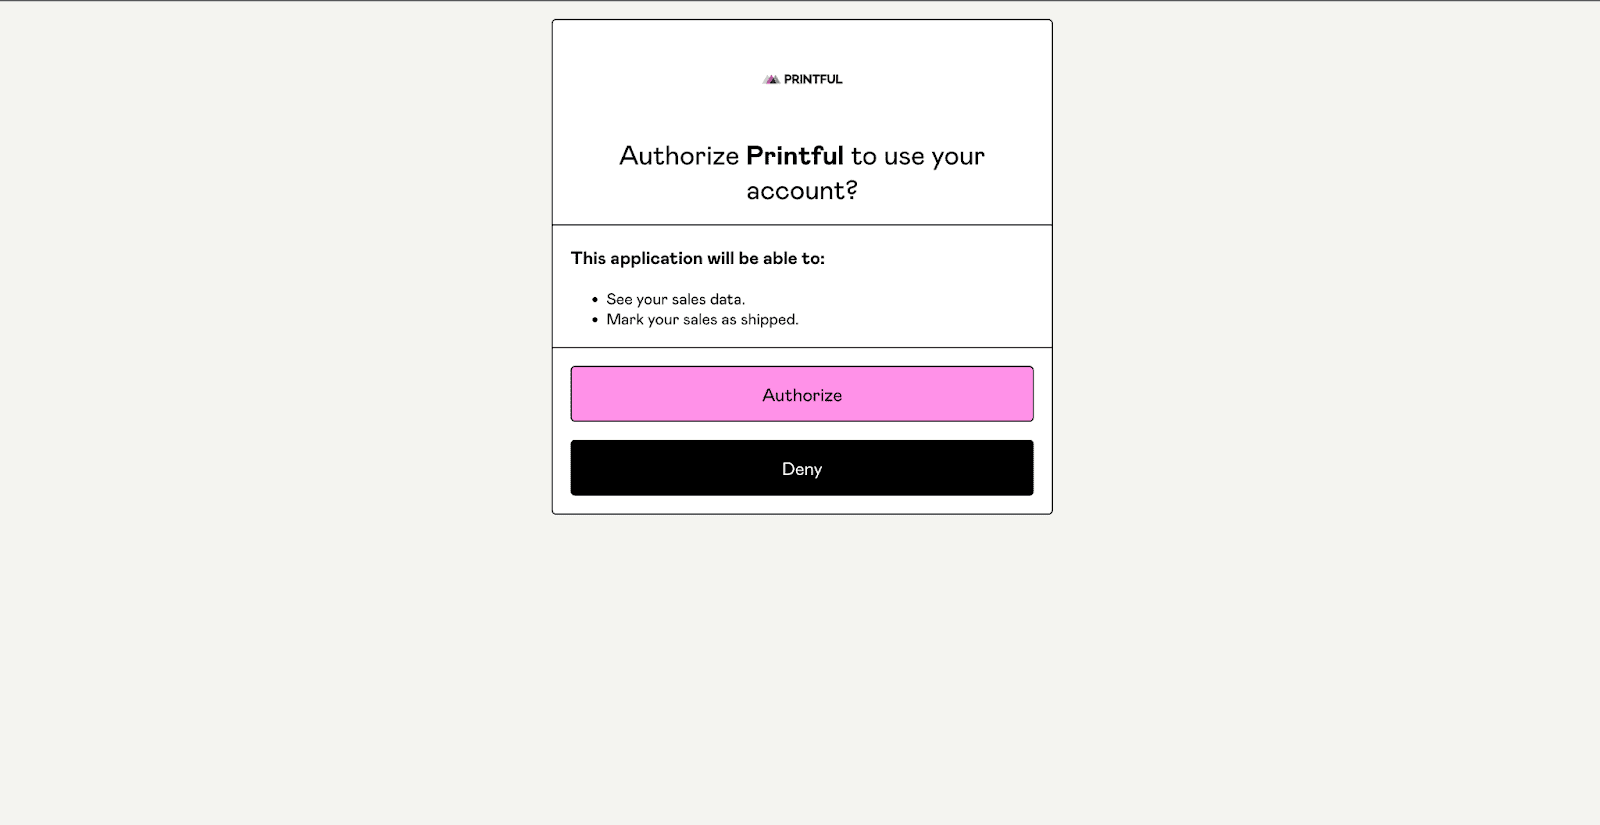 PRINTFUL
Authorize Printful to use your
account?
This application will be able to:
• See your sales data.
• Mark your sales as shipped.
Authorize
Deny